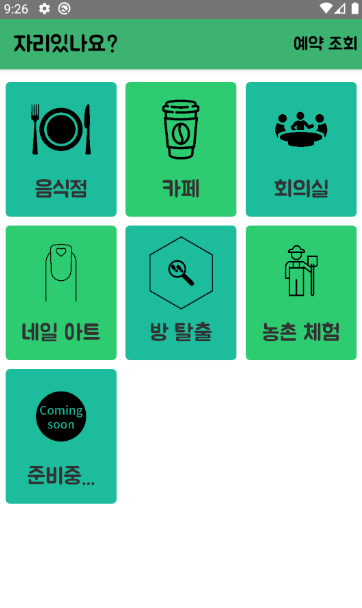 9:26
자리있나요? 예약 조회
음식점 카페 회의실
네일 아트 방 탈출 농촌 체험
Coming
soon
준비중...